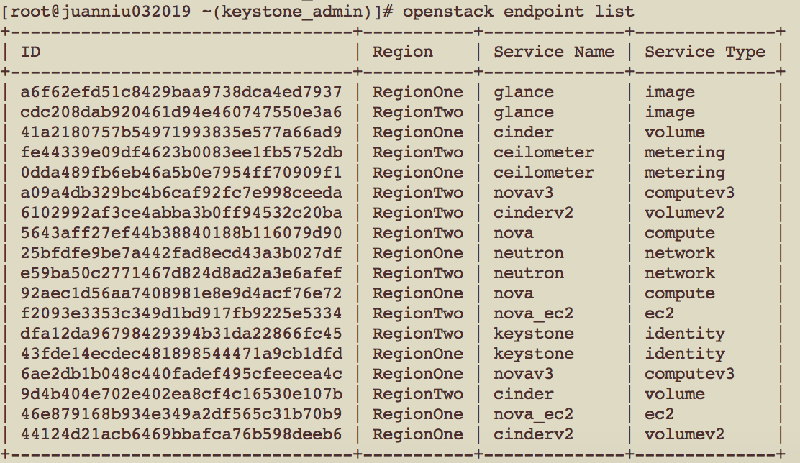 [root@juanniu032019 ~(keystone_admin)]# openstack endpoint list
+----------------------------------+-----------+--------------+--------------+
| ID | Region | Service Name | Service Type |
+----------------------------------+-----------+--------------+--------------+
| a6f62efd51c8429baa9738dca4ed7937 | RegionOne | glance | image |
| cdc208dab920461d94e460747550e3a6 | RegionTwo | glance | image |
| 41a2180757b54971993835e577a66ad9 | RegionOne | cinder | volume |
| fe44339e09df4623b0083ee1fb5752db | RegionTwo | ceilometer | metering |
| 0dda489fb6eb46a5b0e7954ff70909f1 | RegionOne | ceilometer | metering |
| a09a4db329bc4b6caf92fc7e998ceeda | RegionTwo | novav3 | computev3 |
| 6102992af3ce4abba3b0ff94532c20ba | RegionTwo | cinderv2 | volumev2 |
| 5643aff27ef44b38840188b116079d90 | RegionTwo | nova | compute |
| 25bfdfe9be7a442fad8ecd43a3b027df | RegionOne | neutron | network |
| e59ba50c2771467d824d8ad2a3e6afef | RegionTwo | neutron | network |
| 92aec1d56aa7408981e8e9d4acf76e72 | RegionOne | nova | compute |
| f2093e3353c349d1bd917fb9225e5334 | RegionTwo | nova_ec2 | ec2 |
| dfa12da96798429394b31da22866fc45 | RegionTwo | keystone | identity |
| 43fde14ecdec481898544471a9cb1dfd | RegionOne | keystone | identity |
| 6ae2db1b048c440fadef495cfeecea4c | RegionOne | novav3 | computev3 |
| 9d4b404e702e402ea8cf4c16530e107b | RegionTwo | cinder | volume |
| 46e879168b934e349a2df565c31b70b9 | RegionOne | nova_ec2 | ec2 |
| 44124d21acb6469bbafca76b598deeb6 | RegionOne | cinderv2 | volumev2 |
+----------------------------------+-----------+--------------+--------------+